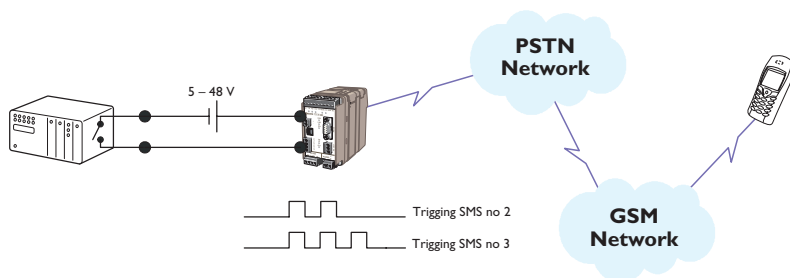 PSTN
Network
5 – 48 V
Trigging SMS no 2
Trigging SMS no 3
GSM
Network